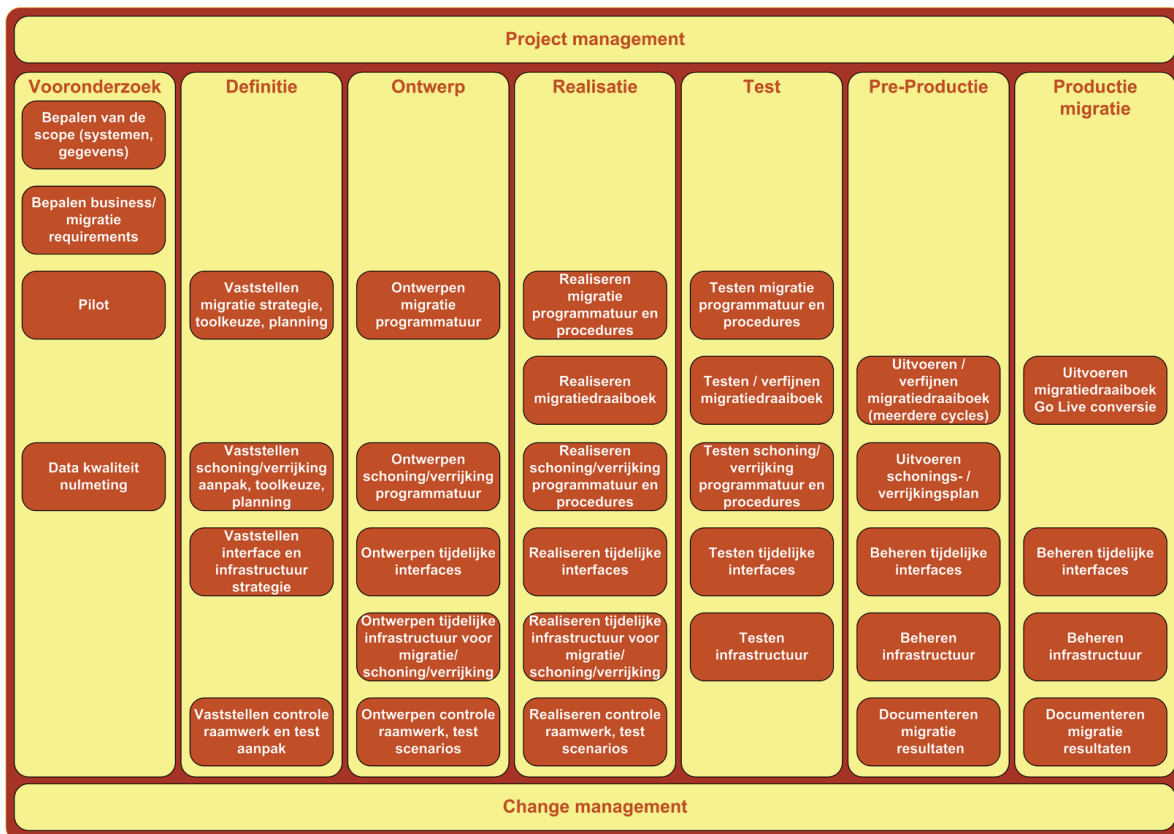 Project management
Vooronderzoek
Bepalen van de
scope (systemen,
gegevens)
Bepalen business/
migratie
requirements
Pilot
Data kwaliteit
nulmeting
Definitie
Vaststellen
migratie strategie,
toolkeuze, planning
Vaststellen
schoning/verrijking
aanpak, toolkeuze,
planning
Vaststellen
interface en
infrastructuur
strategie
Vaststellen controle
raamwerk en test
aanpak
Ontwerp
Ontwerpen
migratie
programmatuur
Ontwerpen
schoning/verrijking
programmatuur
Ontwerpen tijdelijke
interfaces
Ontwerpen tijdelijke
infrastructuur voor
migratie/
schoning/verrijking
Ontwerpen controle
raamwerk, test
scenarios
Realisatie
Realiseren
migratie
programmatuur en
procedures
Realiseren
migratiedraaiboek
Realiseren
schoning/verrijking
programmatuur en
procedures
Realiseren tijdelijke
interfaces
Realiseren tijdelijke
infrastructuur voor
migratie/
schoning/verrijking
Realiseren controle
raamwerk, test
scenarios
Test
Testen migratie
programmatuur en
procedures
Testen / verfijnen
migratiedraaiboek
Testen schoning/
verrijking
programmatuur en
procedures
Testen tijdelijke
interfaces
Testen
infrastructuur
Pre-Productie
Uitvoeren /
verfijnen
migratiedraaiboek
(meerdere cycles)
Uitvoeren
schonings- /
verrijkingsplan
Beheren tijdelijke
interfaces
Beheren
infrastructuur
Documenteren
migratie
resultaten
Productie
migratie
Uitvoeren
migratiedraaiboek
Go Live conversie
Beheren tijdelijke
interfaces
Beheren
infrastructuur
Documenteren
migratie
resultaten
Change management